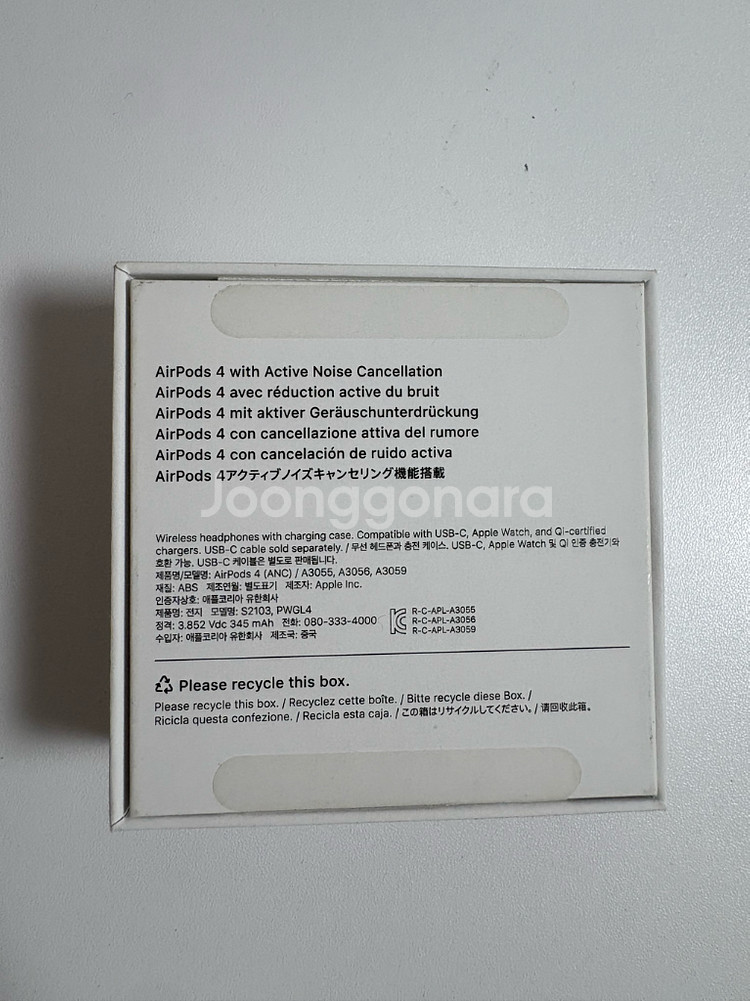 AirPods 4 with Active Noise Cancellation
AirPods 4 avec réduction active du bruit
AirPods 4 mit aktiver Geräuschunterdrückung
AirPods 4 con cancellazione attiva del rumore
AirPods 4 con cancelación de ruido activa
AirPods 4アクティブノイズキャンセリング機能搭載
Joonggonara
Wireless headphones with charging case. Compatible with USB-C, Apple Watch, and Qi-certified
chargers. USB-C cable sold separately. / 무선 헤드폰과 충전 케이스. USB-C, Apple Watch 및 Qi 인증 충전기와
호환 가능. USB-C 케이블은 별도로 판매됩니다.
제품명/모델명: AirPods 4 (ANC) / A3055, A3056, A3059
재질: ABS 제조연월: 별도표기 제조자: Apple Inc.
인증자상호: 애플코리아 유한회사
제품명: 전지 모델명: S2103, PWGL4
정격: 3.852 Vdc 345 mAh 전화: 080-333-4000
수입자: 애플코리아 유한회사 제조국: 중국
R-C-APL-A3055
R-C-APL-A3056
R-C-APL-A3059
Please recycle this box.
Please recycle this box. / Recyclez cette boîte. / Bitte recycle diese Box. /
Ricicla questa confezione. / Recicla esta caja. / この箱はリサイクルしてください。/ 请回收此箱。